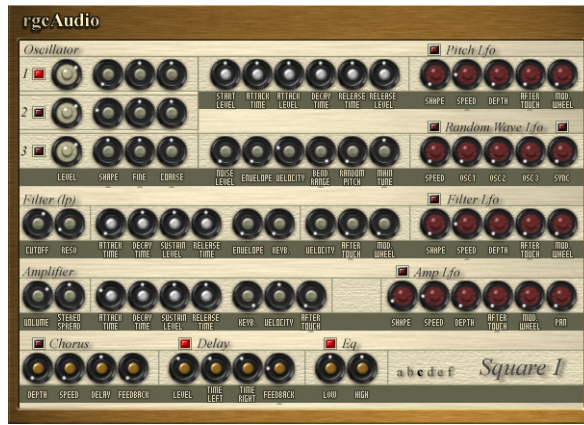 rgcAudio
Oscillator
Pitch Lfo
1
START LEVEL ATTACK TIME ATTACK LEVEL DECAY TIME RELEASE TIME RELEASE LEVEL
SHAPE SPEED DEPTH AFTER TOUCH MOD. WHEEL
2
Random Wave Lfo
3
LEVEL SHAPE FINE COARSE
NOISE LEVEL ENVELOPE VELOCITY BEND RANGE RANDOM PITCH MAIN TUNE
SPEED OSC1 OSC2 OSC3 SYNC
Filter (lp)
Filter Lfo
CUTOFF RESO ATTACK TIME DECAY TIME SUSTAIN LEVEL RELEASE TIME ENVELOPE KEYB. VELOCITY AFTER TOUCH MOD. WHEEL
SHAPE SPEED DEPTH AFTER TOUCH MOD. WHEEL
Amplifier
Amp Lfo
VOLUME STEREO SPREAD ATTACK TIME DECAY TIME SUSTAIN LEVEL RELEASE TIME KEYB. VELOCITY AFTER TOUCH
SHAPE SPEED DEPTH AFTER TOUCH MOD. WHEEL PAN
Chorus Delay Eq.
a b c d e f Square I
DEPTH SPEED DELAY FEEDBACK LEVEL TIME LEFT TIME RIGHT FEEDBACK LOW HIGH